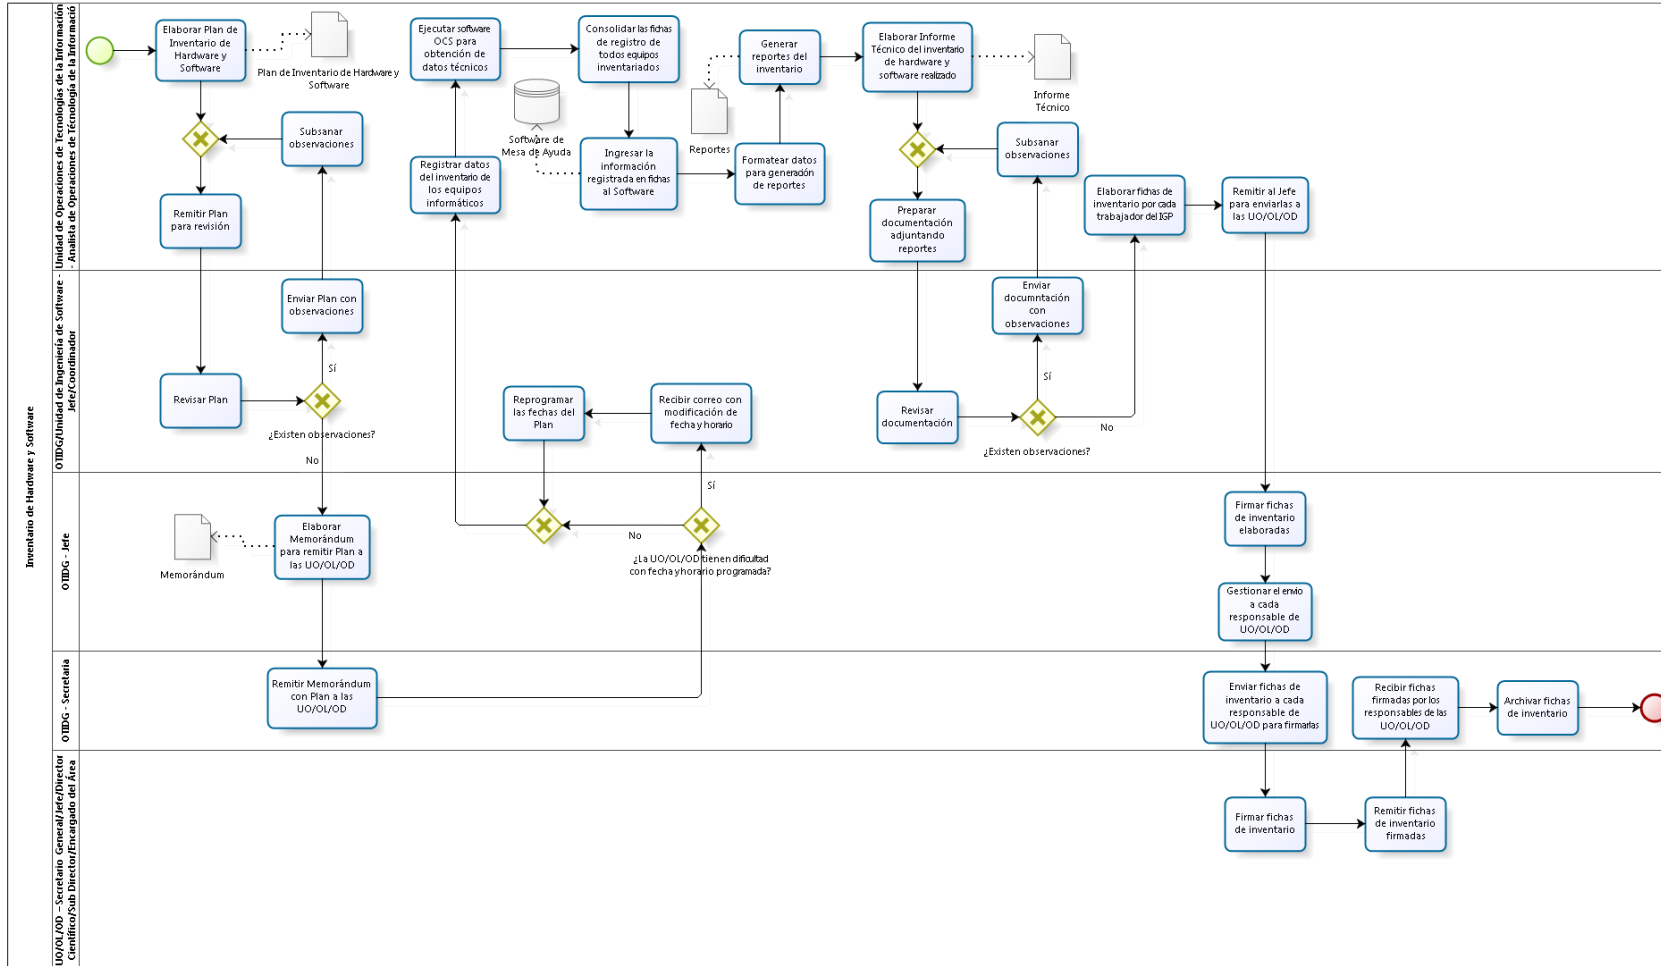 Inventario de Hardware y Software
Unidad de Operaciones de Tecnologías de la Información
- Analista de Operaciones de Técnología de la Informació
Elaborar Plan de
Inventario de
Hardware y
Software
Plan de Inventario de Hardware y
Software
Subsanar
observaciones
Remitir Plan
para revisión
Ejecutar software
OCS para
obtención de
datos técnicos
Registrar datos
del inventario de
los equipos
informáticos
Consolidar las fichas
de registro de
todos equipos
inventariados
Software de
Mesa de Ayuda
Ingresar la
información
registrada en fichas
al Software
Generar
reportes del
inventario
Reportes
Formatear datos
para generación
de reportes
Elaborar Informe
Técnico del inventario
de hardware y
software realizado
Informe
Técnico
Subsanar
observaciones
Preparar
documentación
adjuntando
reportes
Elaborar fichas de
inventario por cada
trabajador del IGP
Remitir al Jefe
para enviarlas a
las UO/OL/OD
OTIDG/Unidad de Ingeniería de Software -
Jefe/Coordinador
Enviar Plan con
observaciones
Sí
Revisar Plan
¿Existen observaciones?
No
Reprogramar
las fechas del
Plan
Recibir correo con
modificación de
fecha y horario
Enviar
documntación
con
observaciones
Sí
Revisar
documentación
No
¿Existen observaciones?
OTIDG - Jefe
Memorándum
Elaborar
Memorándum
para remitir Plan a
las UO/OL/OD
Sí
No
¿La UO/OL/OD tienen dificultad
con fecha y horario programada?
Firmar fichas
de inventario
elaboradas
Gestionar el envio
a cada
responsable de
UO/OL/OD
OTIDG - Secretaria
Remitir Memorándum
con Plan a las
UO/OL/OD
Enviar fichas de
inventario a cada
responsable de
UO/OL/OD para firmarlas
Recibir fichas
firmadas por los
responsables de las
UO/OL/OD
Archivar fichas
de inventario
UO/OL/OD – Secretario General/Jefe/Director
Científico/Sub Director/Encargado del Área
Firmar fichas
de inventario
Remitir fichas
de inventario
firmadas